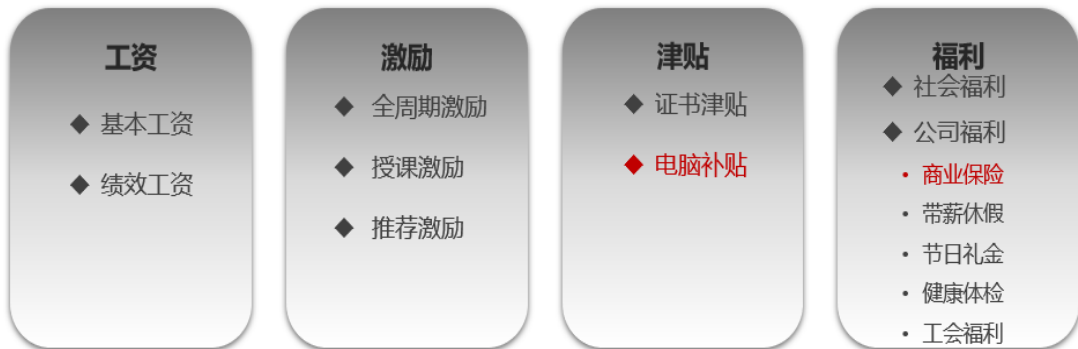 工资
◆ 基本工资
◆ 绩效工资
激励
◆ 全周期激励
◆ 授课激励
◆ 推荐激励
津贴
◆ 证书津贴
◆ 电脑补贴
福利
◆ 社会福利
◆ 公司福利
• 商业保险
• 带薪休假
• 节日礼金
• 健康体检
• 工会福利